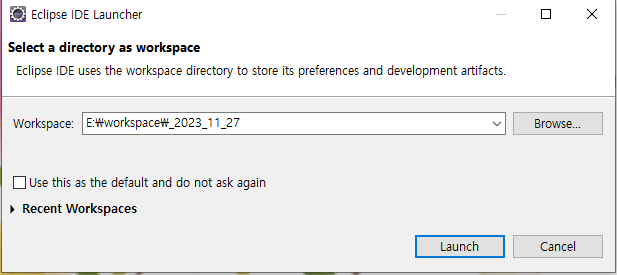 Eclipse IDE Launcher
Select a directory as workspace
Eclipse IDE uses the workspace directory to store its preferences and development artifacts.
Workspace: E:₩workspace₩_2023_11_27 Browse...
Use this as the default and do not ask again
Recent Workspaces
Launch Cancel